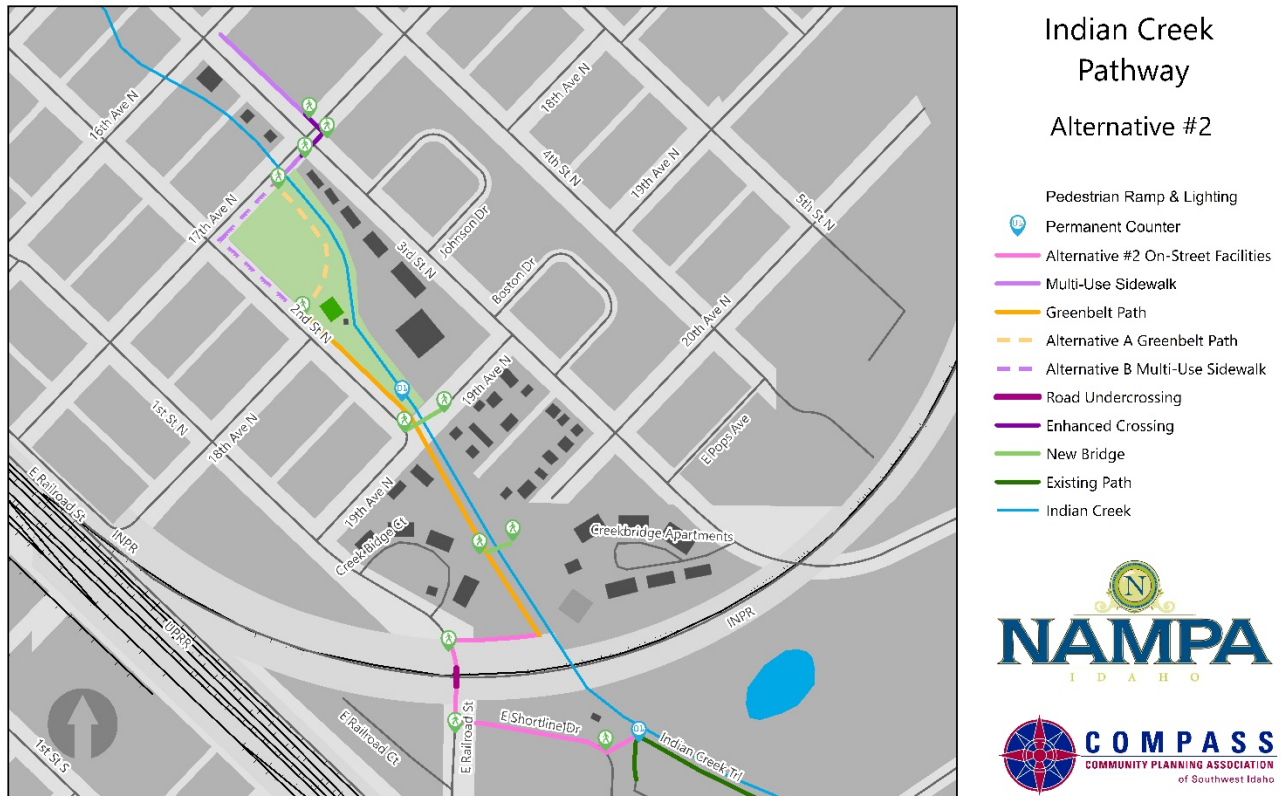 Indian Creek
Pathway
Alternative #2
Pedestrian Ramp & Lighting
Permanent Counter
Alternative #2 On-Street Facilities
Multi-Use Sidewalk
Greenbelt Path
Alternative A Greenbelt Path
Alternative B Multi-Use Sidewalk
Road Undercrossing
Enhanced Crossing
New Bridge
Existing Path
Indian Creek
N
NAMPA
IDAHO
COMPASS
COMMUNITY PLANNING ASSOCIATION
of Southwest Idaho
16th Ave N
17th Ave N
18th Ave N
4th St N
19th Ave N
5th St N
Johnson Dr
3rd St N
Boston Dr
20th Ave N
2nd St N
19th Ave N
1st St N
18th Ave N
E Pops Ave
E Railroad St
INPR
19th Ave N
Creek Bidge Ct
Creekbridge Apartments
INPR
UPRR
E Shortline Dr
E Railroad Ct
E Railroad St
Indian Creek Trl
1st St S